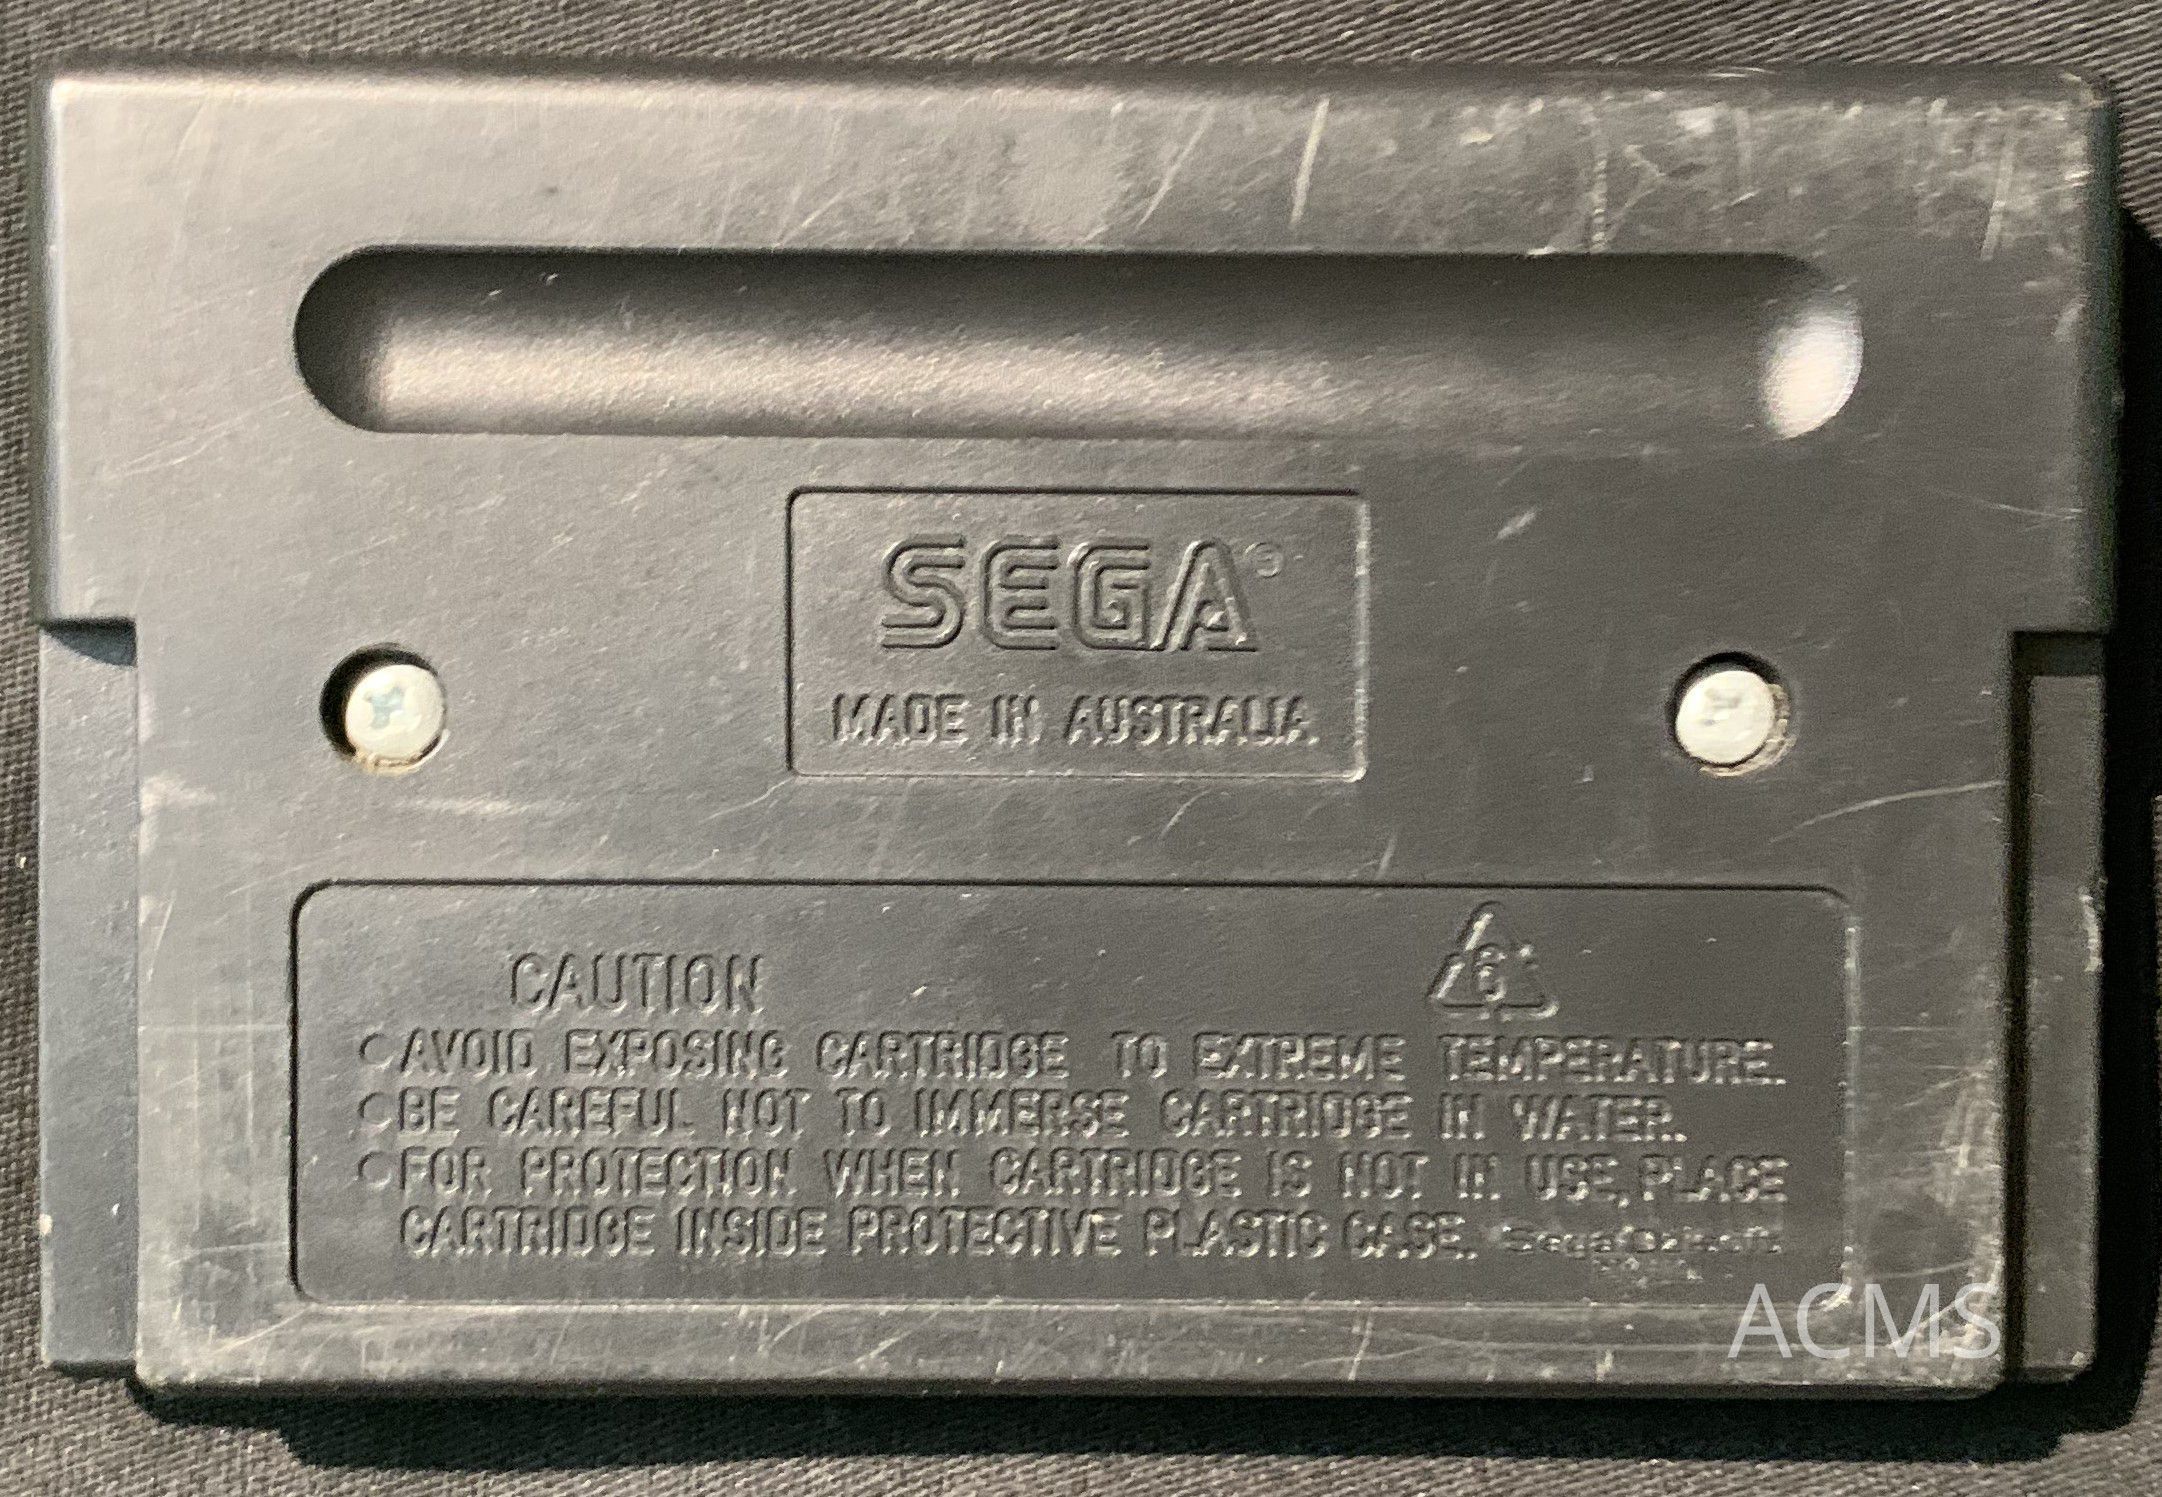 SEGA®
MADE IN AUSTRALIA.
CAUTION
6
AVOID EXPOSING CARTRIDGE TO EXTREME TEMPERATURE.
BE CAREFUL NOT TO IMMERSE CARTRIDGE IN WATER.
FOR PROTECTION WHEN CARTRIDGE IS NOT IN USE, PLACE
CARTRIDGE INSIDE PROTECTIVE PLASTIC CASE.
ACMS